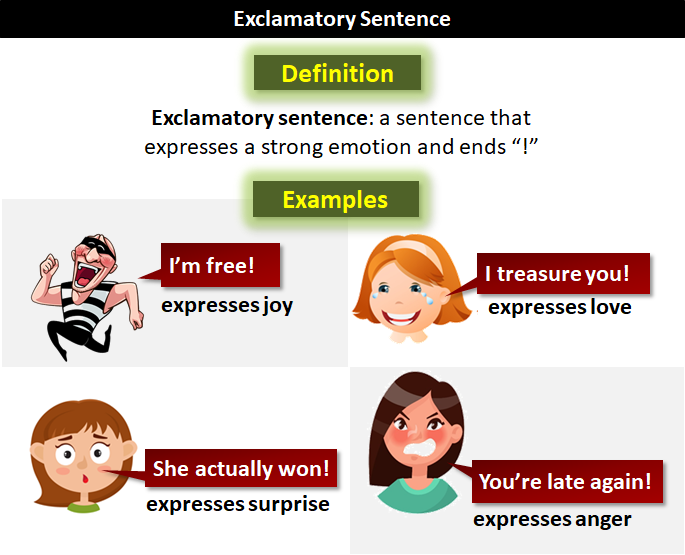 Exclamatory Sentence
Definition
Exclamatory sentence: a sentence that
expresses a strong emotion and ends “!”
Examples
I’m free!
expresses joy
I treasure you!
expresses love
She actually won!
expresses surprise
You’re late again!
expresses anger